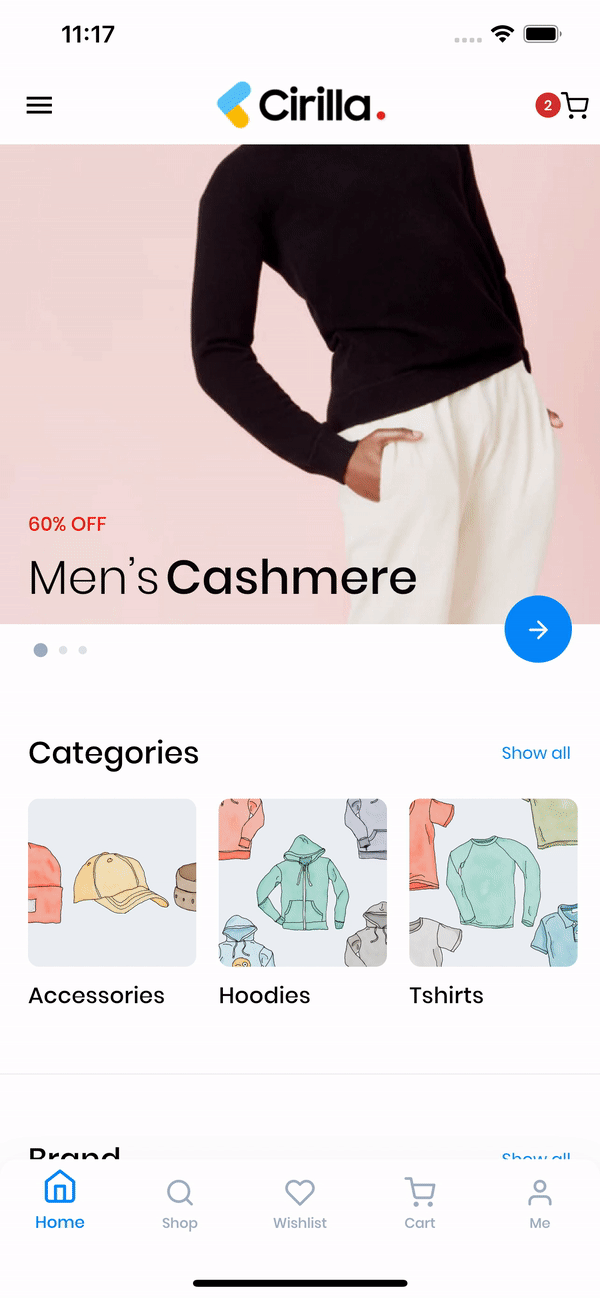 11:17
Cirilla.
2
60% OFF
Men’s Cashmere
Categories
Show all
Accessories
Hoodies
Tshirts
Brand
Show all
Home
Shop
Wishlist
Cart
Me